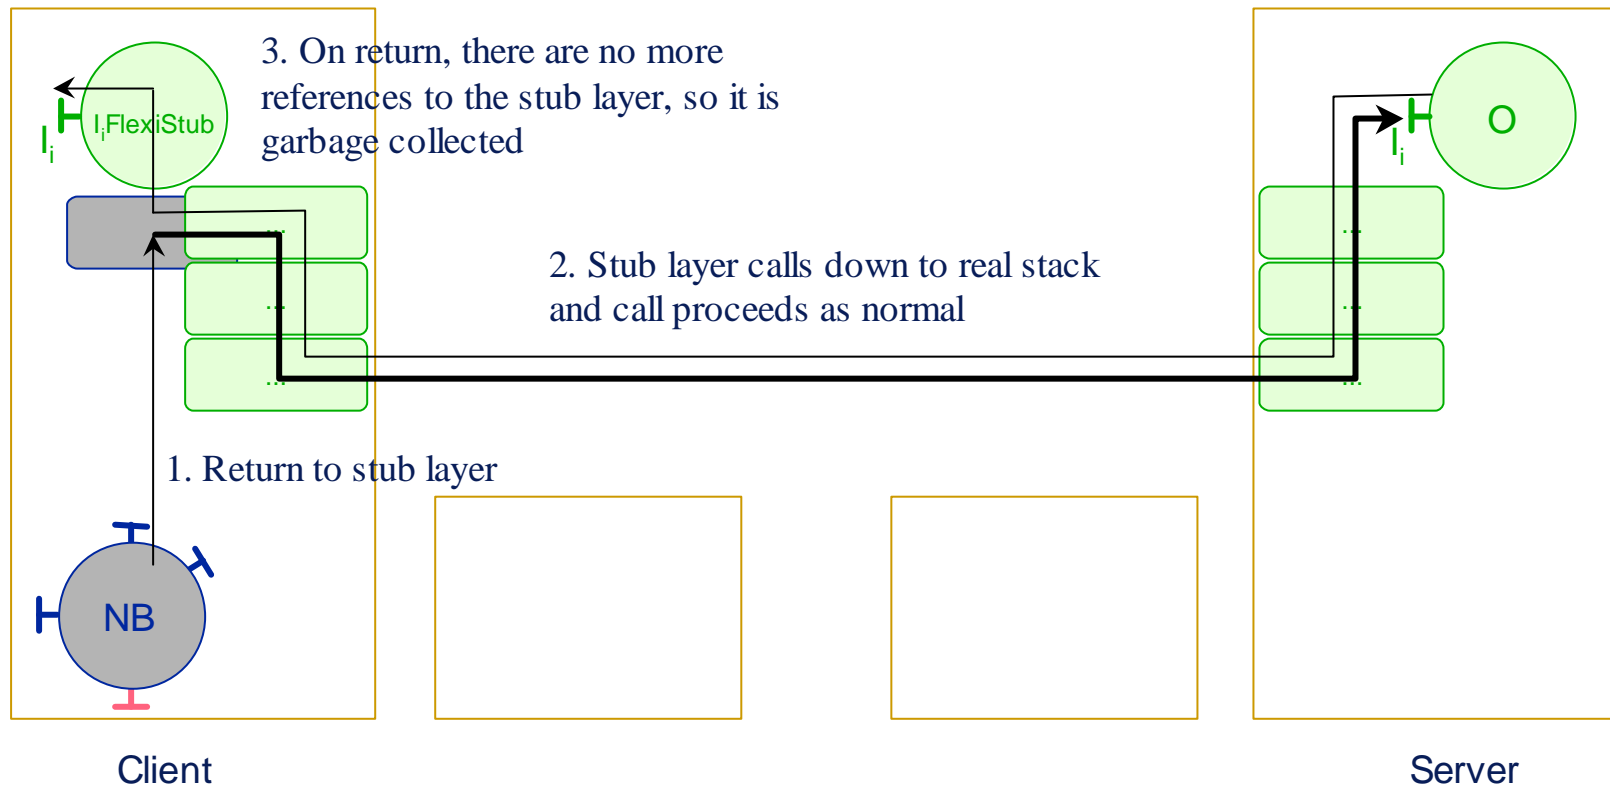 3. On return, there are no more
references to the stub layer, so it is
garbage collected
IiFlexiStub
Ii
...
...
...
2. Stub layer calls down to real stack
and call proceeds as normal
O
Ii
...
...
...
1. Return to stub layer
NB
Client
Server